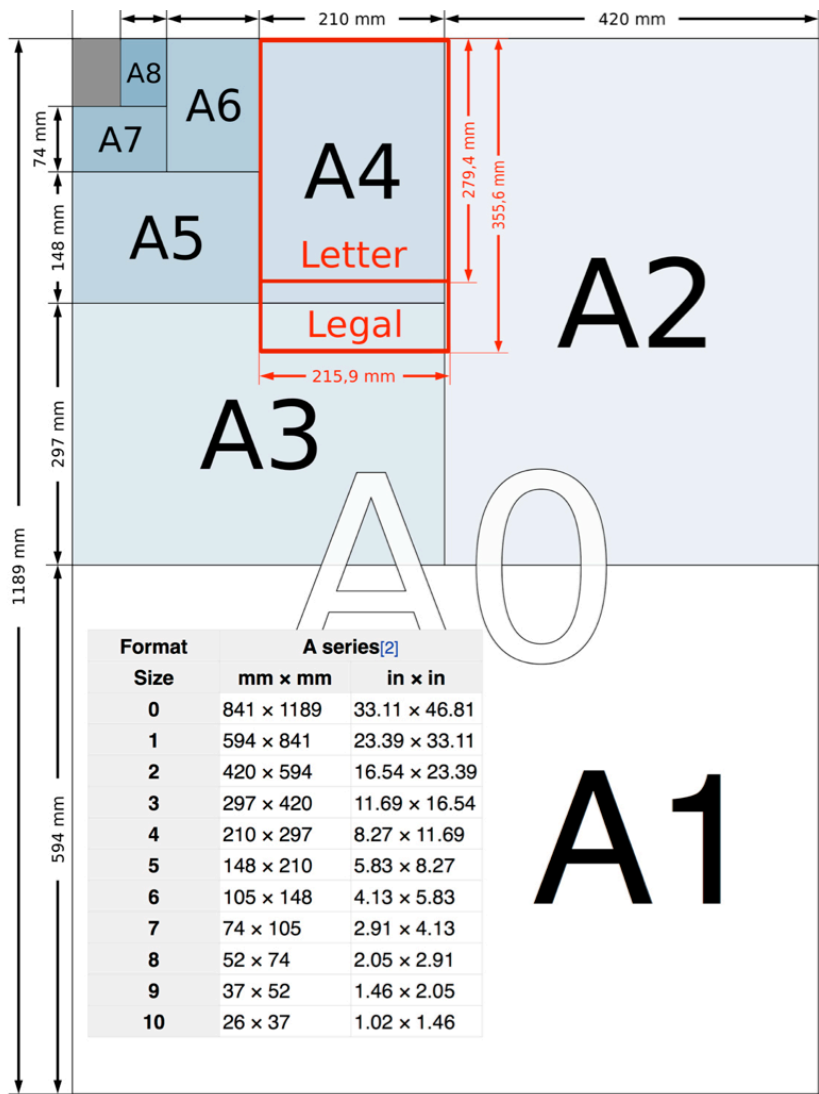 210 mm
420 mm
A8
A6
A7
A4
74 mm
279,4 mm
355,6 mm
A5
148 mm
Letter
A2
Legal
215,9 mm
A3
297 mm
A0
1189 mm
Format A series[2]
Size mm × mm in × in
0 841 × 1189 33.11 × 46.81
1 594 × 841 23.39 × 33.11
2 420 × 594 16.54 × 23.39
3 297 × 420 11.69 × 16.54
4 210 × 297 8.27 × 11.69
5 148 × 210 5.83 × 8.27
6 105 × 148 4.13 × 5.83
7 74 × 105 2.91 × 4.13
8 52 × 74 2.05 × 2.91
9 37 × 52 1.46 × 2.05
10 26 × 37 1.02 × 1.46
594 mm
A1